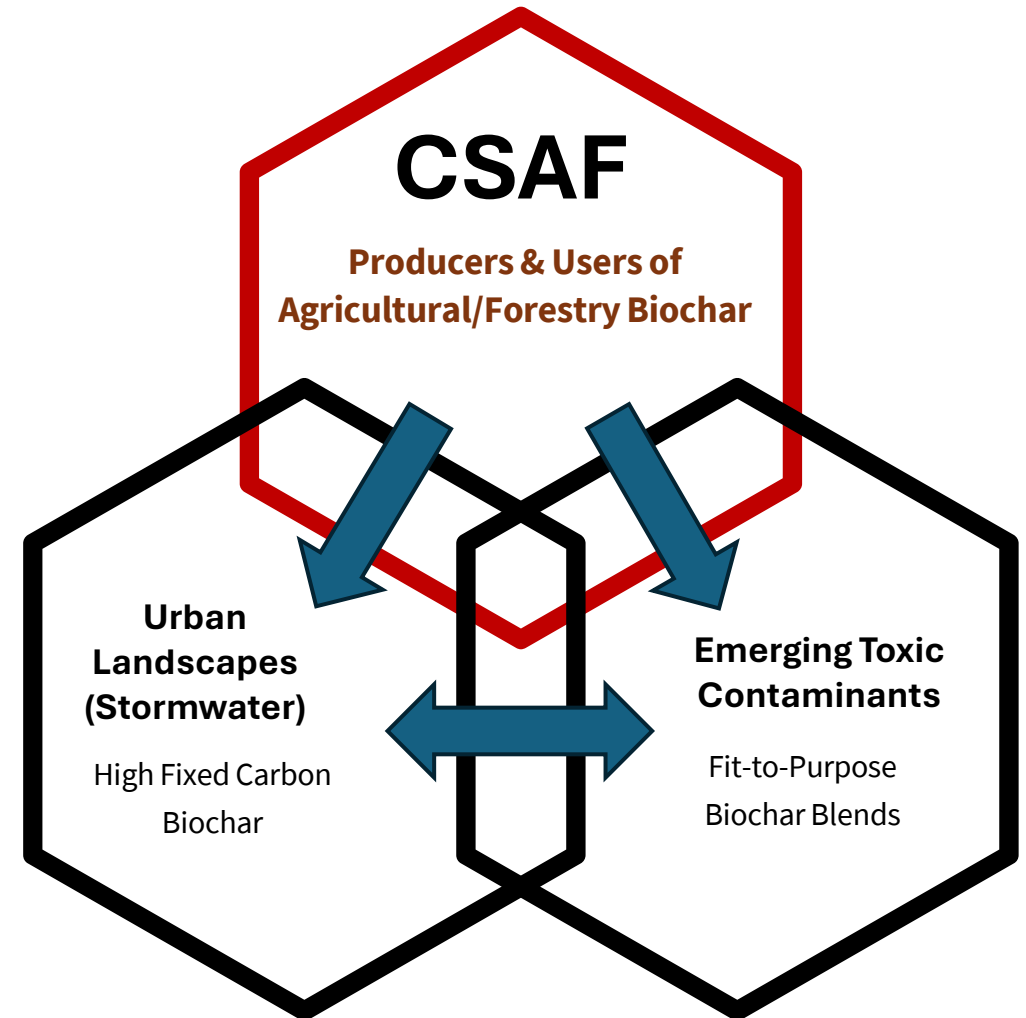 CSAF
Producers & Users of
Agricultural/Forestry Biochar
Urban
Landscapes
(Stormwater)
High Fixed Carbon
Biochar
Emerging Toxic
Contaminants
Fit-to-Purpose
Biochar Blends